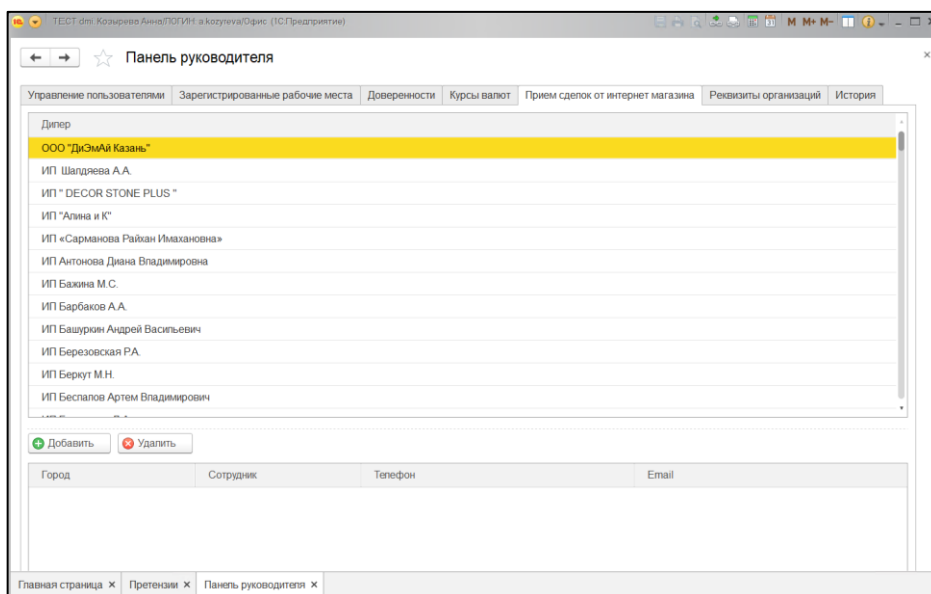 ТЕСТ dmi Козырева Анна/ЛОГИН: a.kozyreva/Офис (1С:Предприятие)
M M+ M-
Панель руководителя
Управление пользователями Зарегистрированные рабочие места Доверенности Курсы валют Прием сделок от интернет магазина Реквизиты организаций История
Дилер
ООО "ДиЭмАй Казань"
ИП Шалдяева А.А.
ИП " DECOR STONE PLUS "
ИП "Алина и К"
ИП «Сарманова Райхан Имахановна»
ИП Антонова Диана Владимировна
ИП Бажина М.С.
ИП Барбаков А.А.
ИП Башуркин Андрей Васильевич
ИП Березовская Р.А.
ИП Беркут М.Н.
ИП Беспалов Артем Владимирович
Добавить Удалить
Город Сотрудник Телефон Email
Главная страница × Претензии × Панель руководителя ×